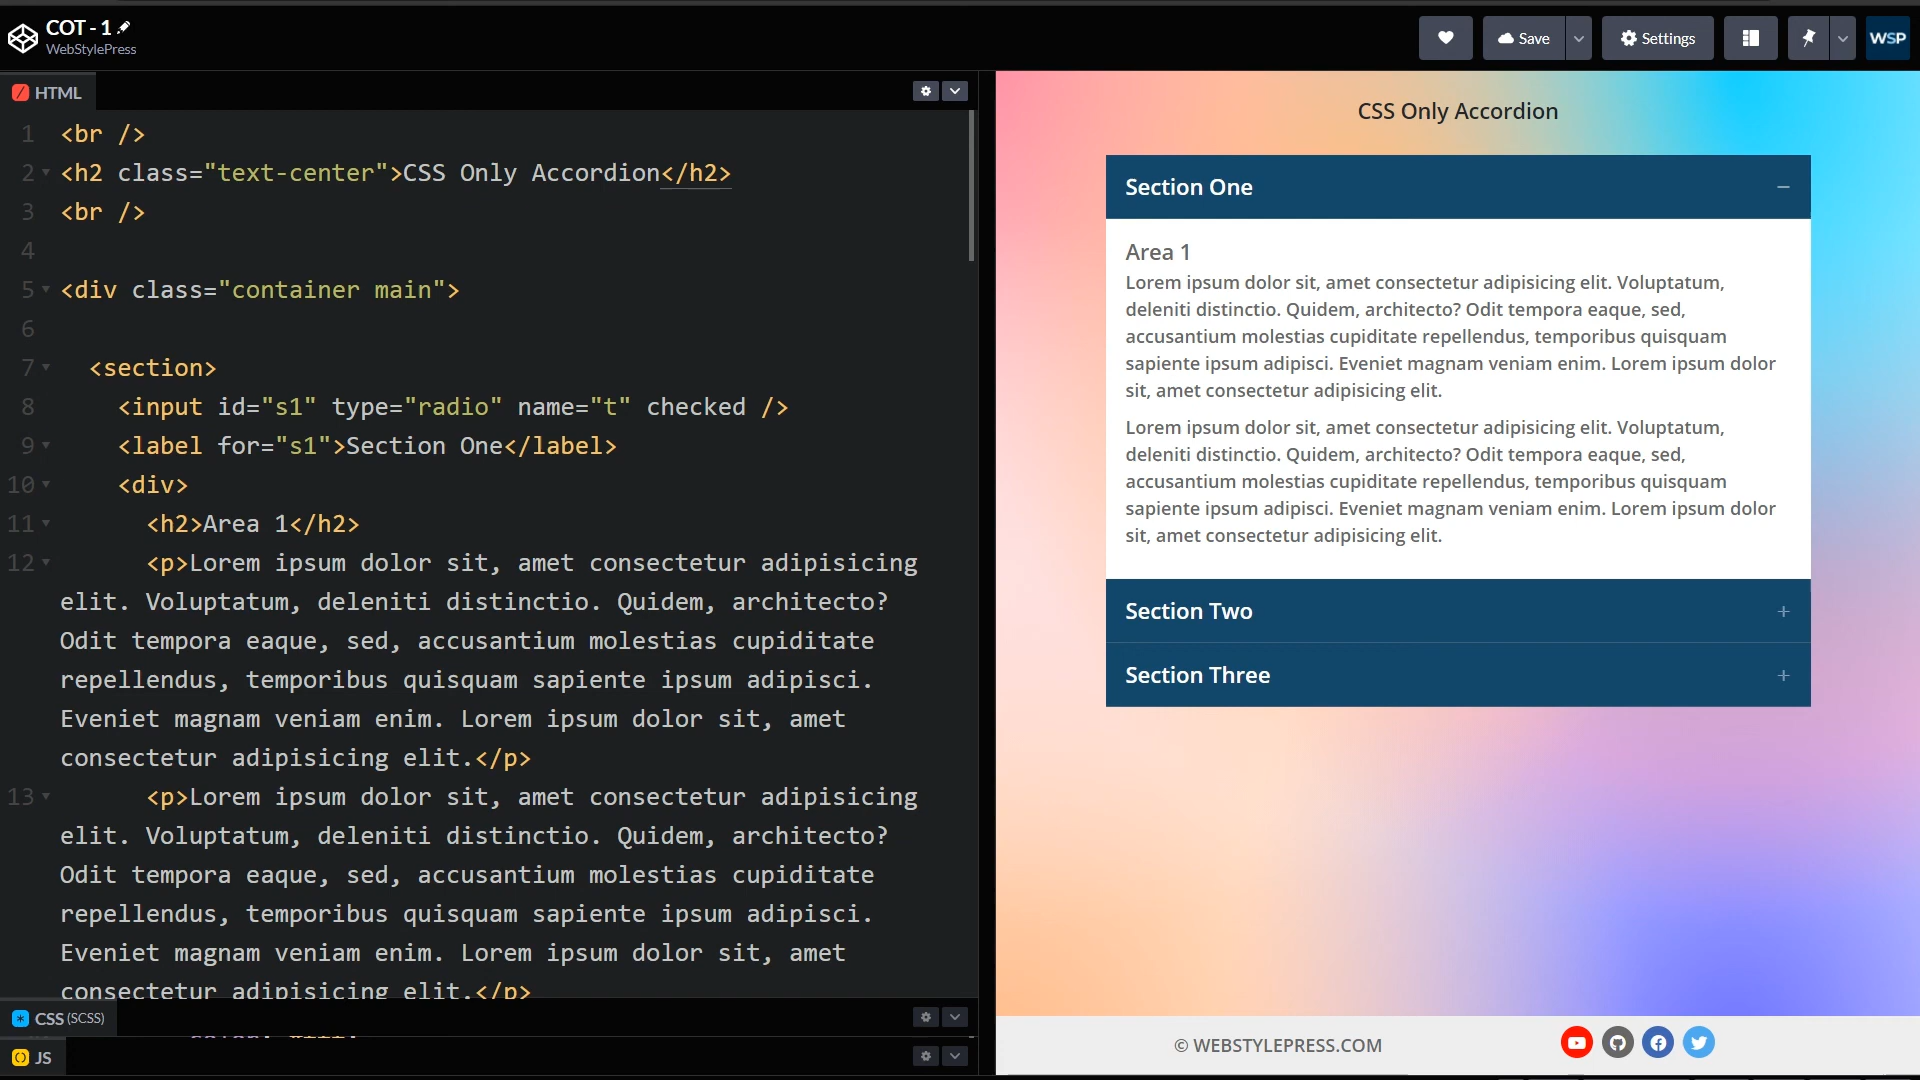 COT - 1
WebStylePress
Save
Settings
WSP
HTML
1 <br />
2 <h2 class="text-center">CSS Only Accordion</h2>
3 <br />
4
5 <div class="container main">
6
7 <section>
8 <input id="s1" type="radio" name="t" checked />
9 <label for="s1">Section One</label>
10 <div>
11 <h2>Area 1</h2>
12 <p>Lorem ipsum dolor sit, amet consectetur adipisicing
elit. Voluptatum, deleniti distinctio. Quidem, architecto?
Odit tempora eaque, sed, accusantium molestias cupiditate
repellendus, temporibus quisquam sapiente ipsum adipisci.
Eveniet magnam veniam enim. Lorem ipsum dolor sit, amet
consectetur adipisicing elit.</p>
13 <p>Lorem ipsum dolor sit, amet consectetur adipisicing
elit. Voluptatum, deleniti distinctio. Quidem, architecto?
Odit tempora eaque, sed, accusantium molestias cupiditate
repellendus, temporibus quisquam sapiente ipsum adipisci.
Eveniet magnam veniam enim. Lorem ipsum dolor sit, amet
consectetur adipisicing elit.</p>
CSS (SCSS)
JS
CSS Only Accordion
Section One −
Area 1
Lorem ipsum dolor sit, amet consectetur adipisicing elit. Voluptatum,
deleniti distinctio. Quidem, architecto? Odit tempora eaque, sed,
accusantium molestias cupiditate repellendus, temporibus quisquam
sapiente ipsum adipisci. Eveniet magnam veniam enim. Lorem ipsum dolor
sit, amet consectetur adipisicing elit.
Lorem ipsum dolor sit, amet consectetur adipisicing elit. Voluptatum,
deleniti distinctio. Quidem, architecto? Odit tempora eaque, sed,
accusantium molestias cupiditate repellendus, temporibus quisquam
sapiente ipsum adipisci. Eveniet magnam veniam enim. Lorem ipsum dolor
sit, amet consectetur adipisicing elit.
Section Two +
Section Three +
© WEBSTYLEPRESS.COM